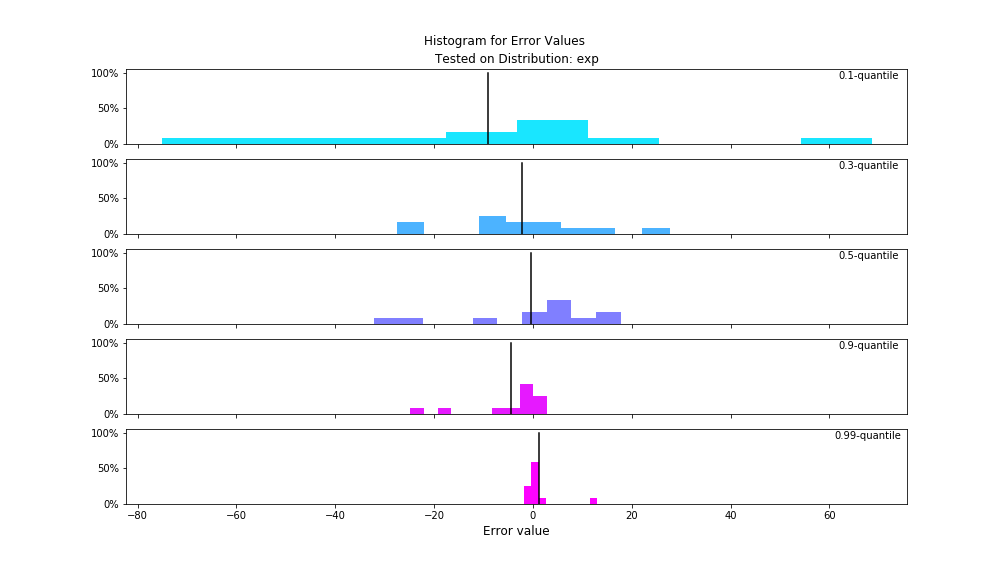 Histogram for Error Values
Tested on Distribution: exp
100%
50%
0%
0.1-quantile
100%
50%
0%
0.3-quantile
100%
50%
0%
0.5-quantile
100%
50%
0%
0.9-quantile
100%
50%
0%
0.99-quantile
−80 −60 −40 −20 0 20 40 60
Error value